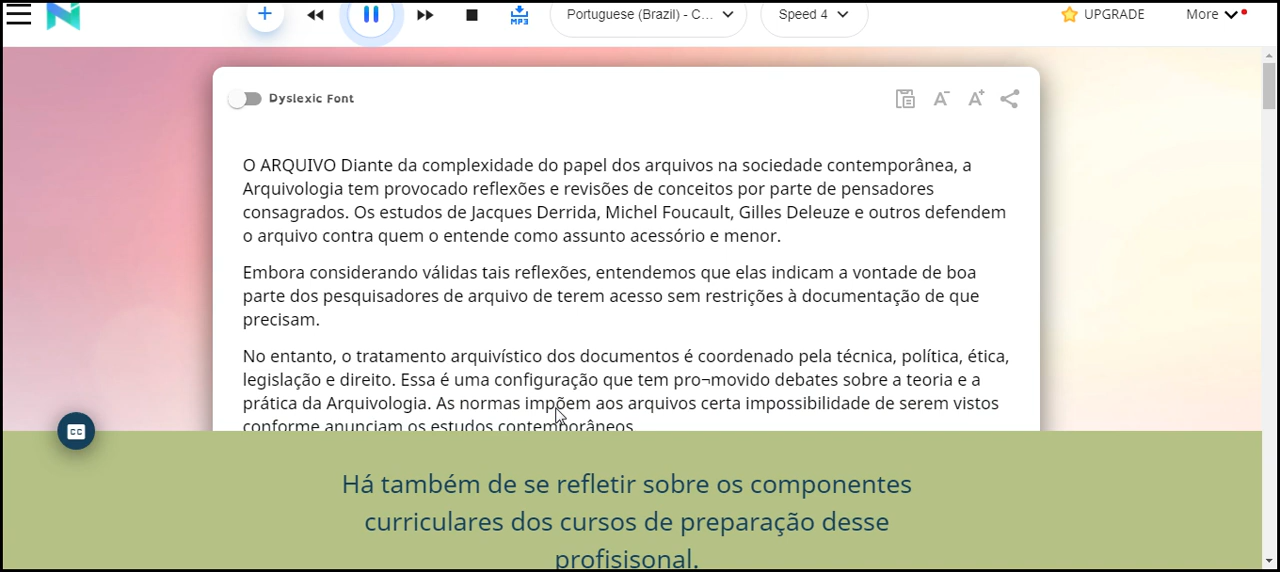 MP3
Portuguese (Brazil) - C...
Speed 4
UPGRADE
More
Dyslexic Font
A-
A+
O ARQUIVO Diante da complexidade do papel dos arquivos na sociedade contemporânea, a
Arquivologia tem provocado reflexões e revisões de conceitos por parte de pensadores
consagrados. Os estudos de Jacques Derrida, Michel Foucault, Gilles Deleuze e outros defendem
o arquivo contra quem o entende como assunto acessório e menor.
Embora considerando válidas tais reflexões, entendemos que elas indicam a vontade de boa
parte dos pesquisadores de arquivo de terem acesso sem restrições à documentação de que
precisam.
No entanto, o tratamento arquivístico dos documentos é coordenado pela técnica, política, ética,
legislação e direito. Essa é uma configuração que tem pro¬movido debates sobre a teoria e a
prática da Arquivologia. As normas impõem aos arquivos certa impossibilidade de serem vistos
conforme anunciam os estudos contemporâneos.
CC
Há também de se refletir sobre os componentes
curriculares dos cursos de preparação desse
profisisonal.